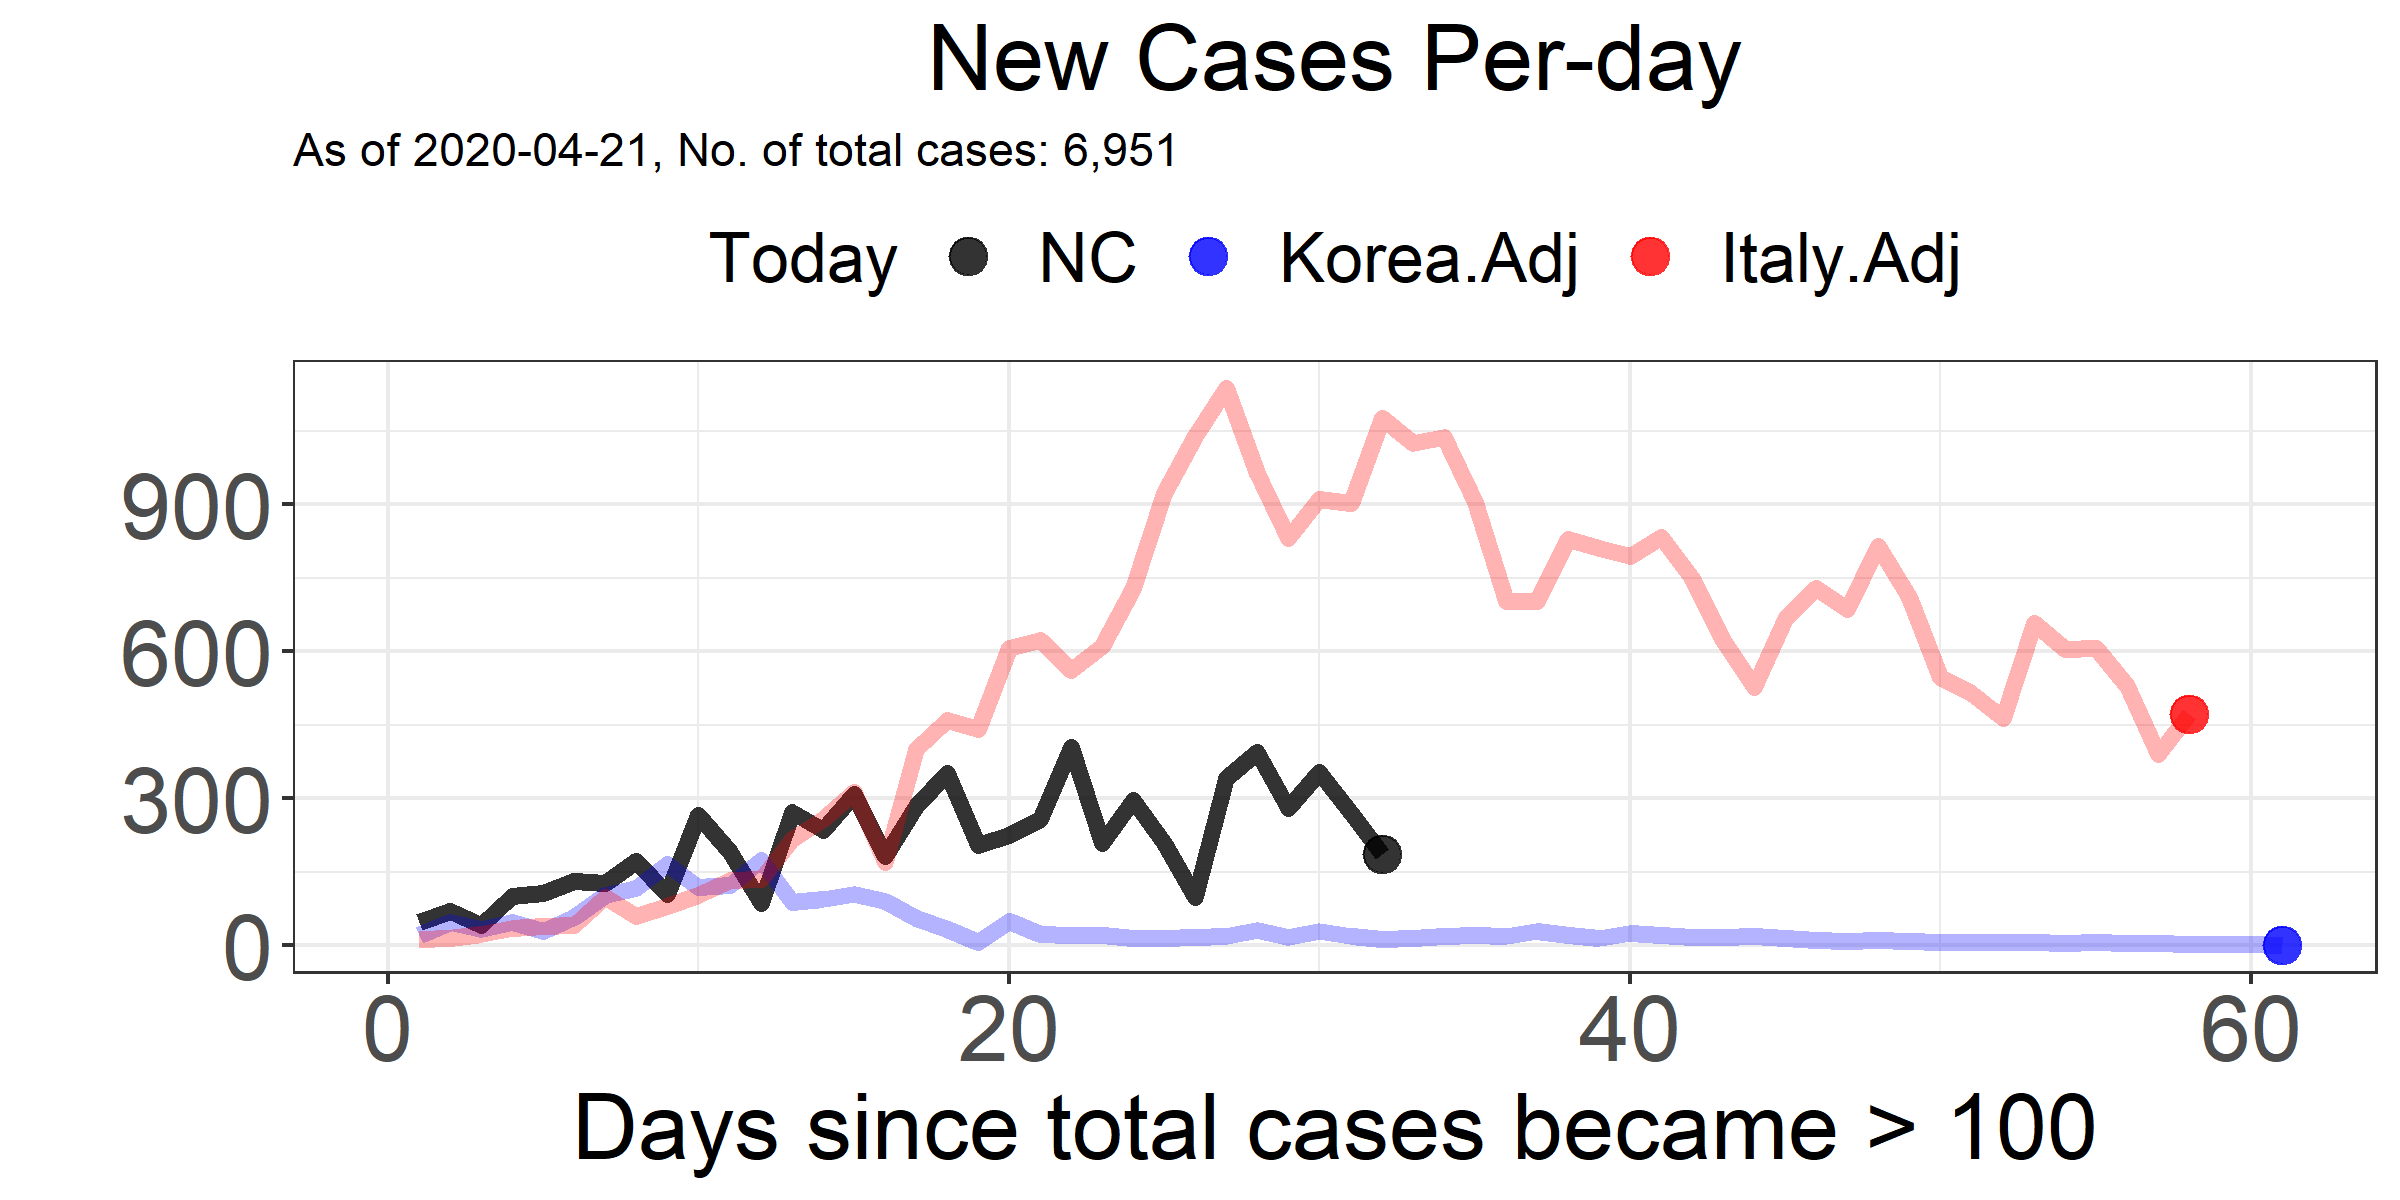 New Cases Per-day
As of 2020-04-21, No. of total cases: 6,951
Today NC Korea.Adj Italy.Adj
900
600
300
0
0 20 40 60
Days since total cases became > 100